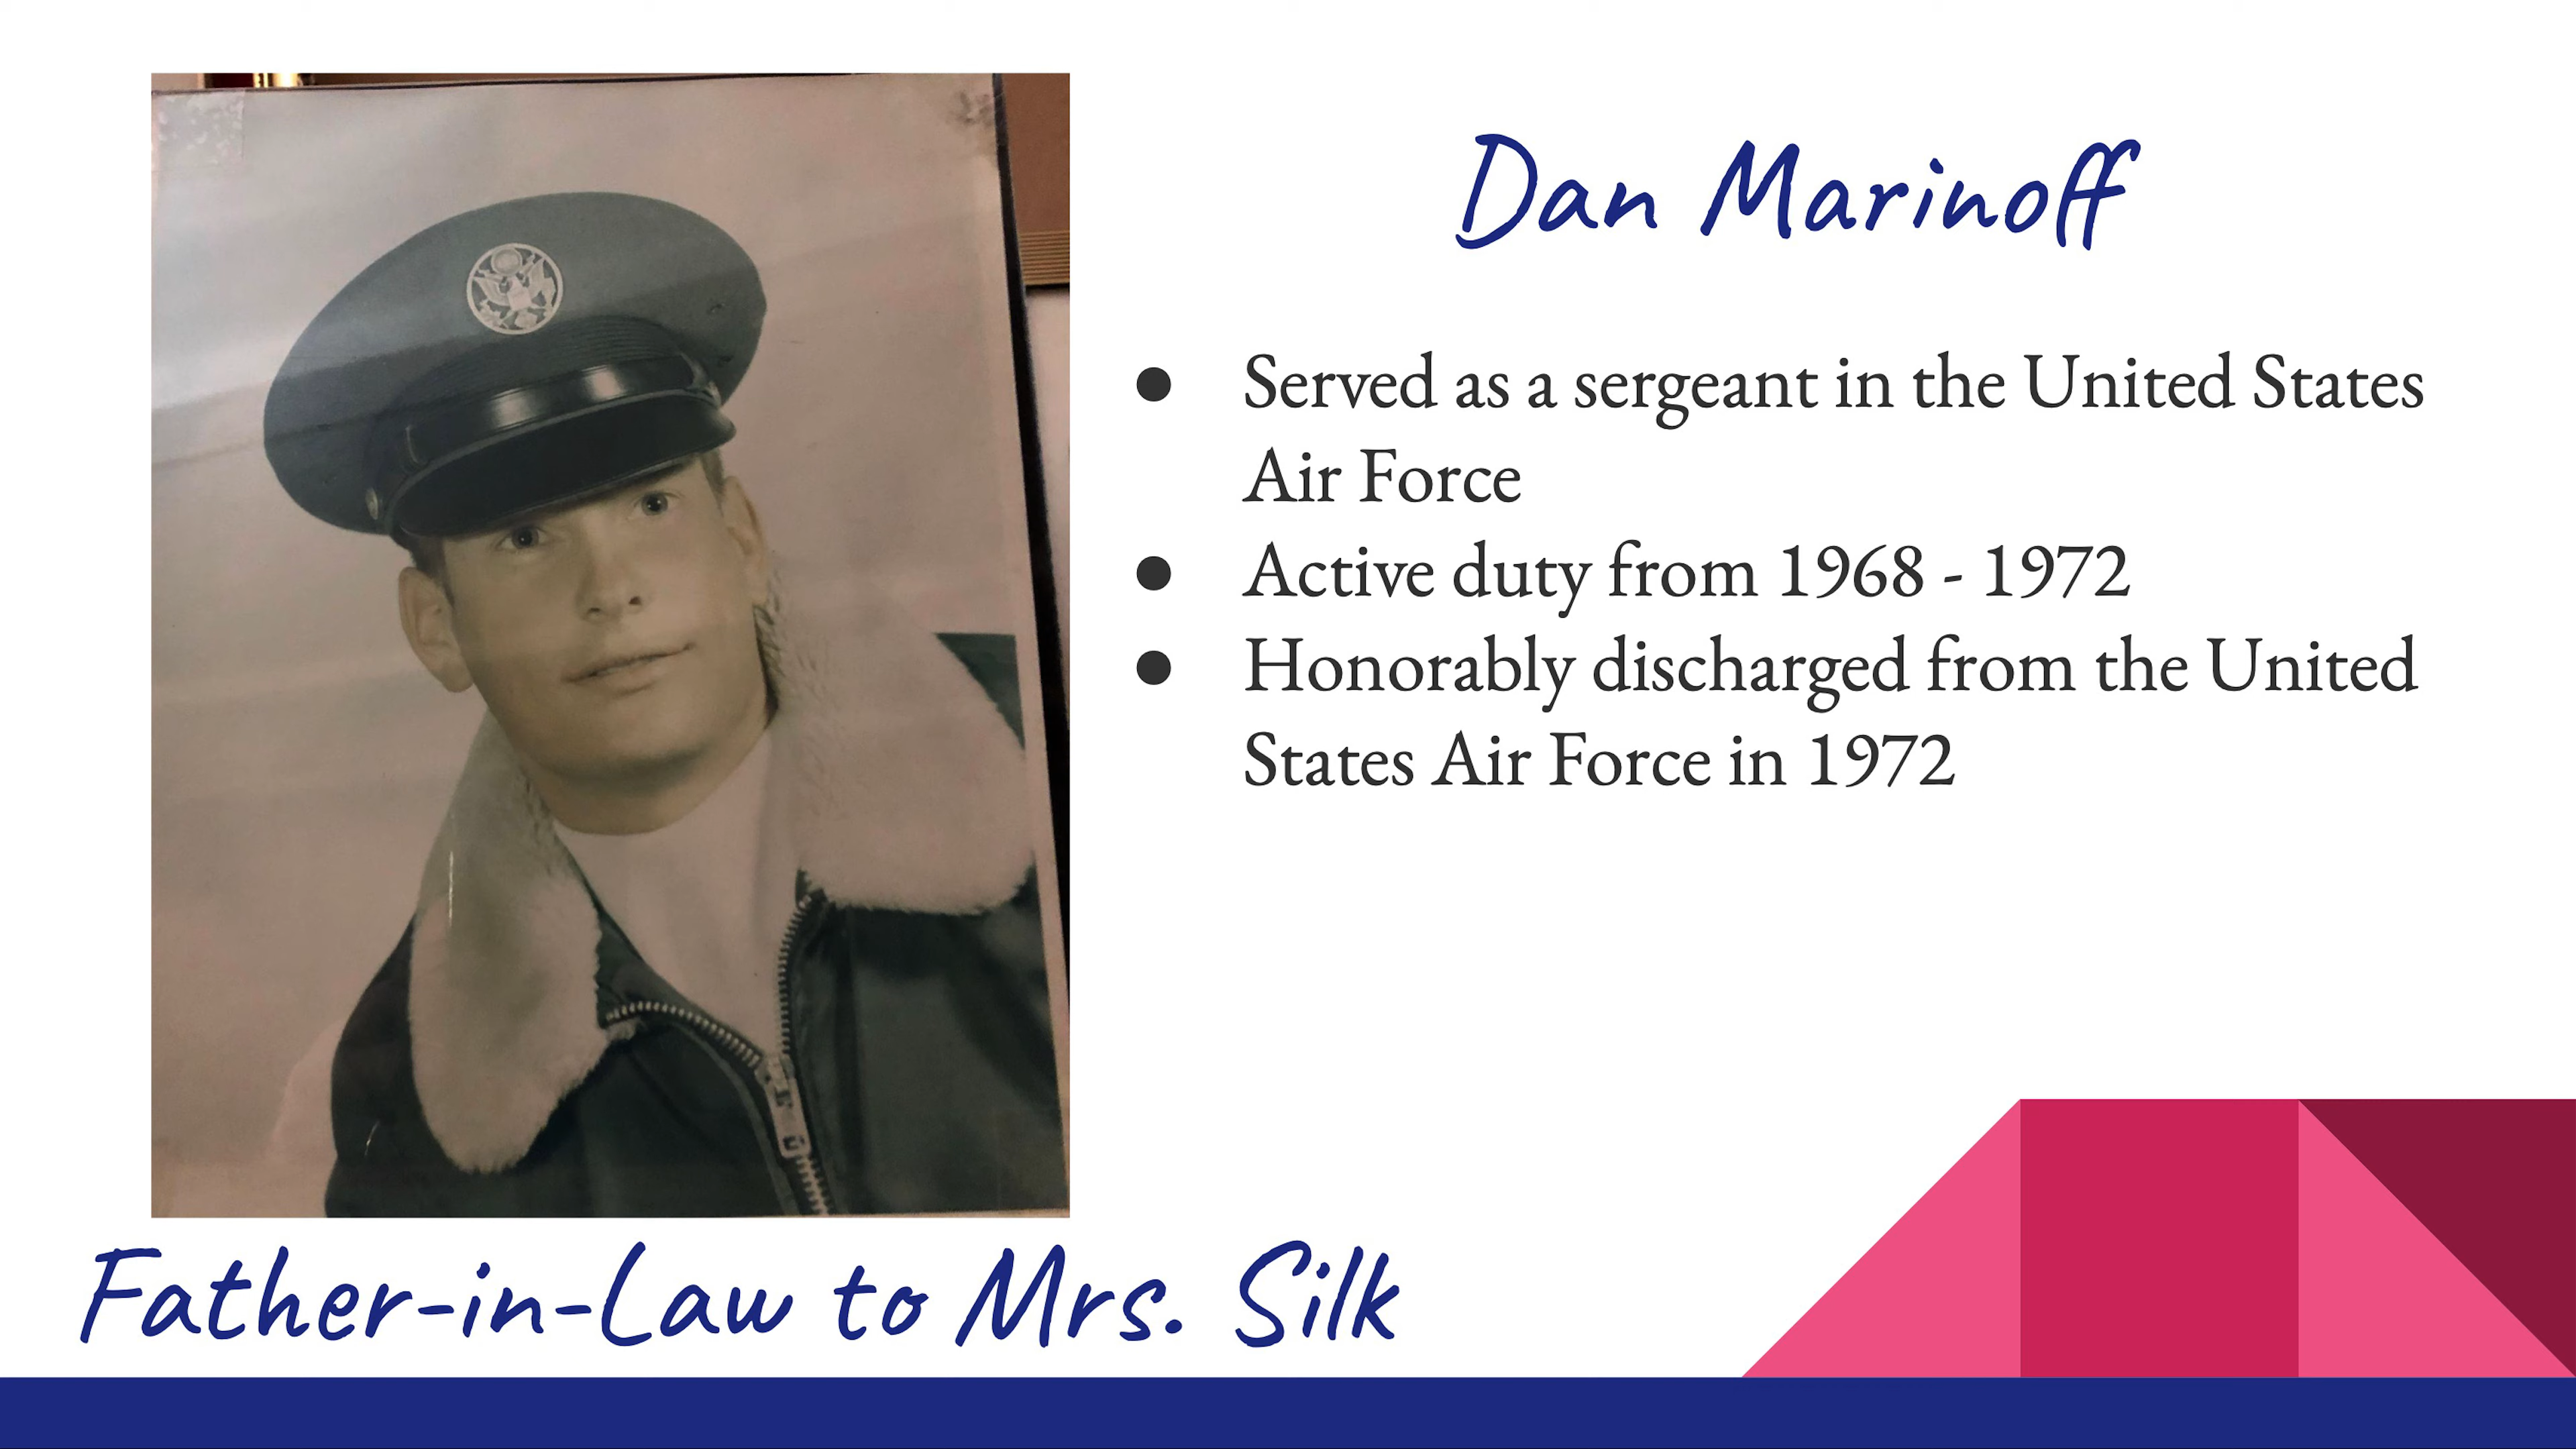 Dan Marinoff
● Served as a sergeant in the United States
Air Force
● Active duty from 1968 - 1972
● Honorably discharged from the United
States Air Force in 1972
Father-in-Law to Mrs. Silk